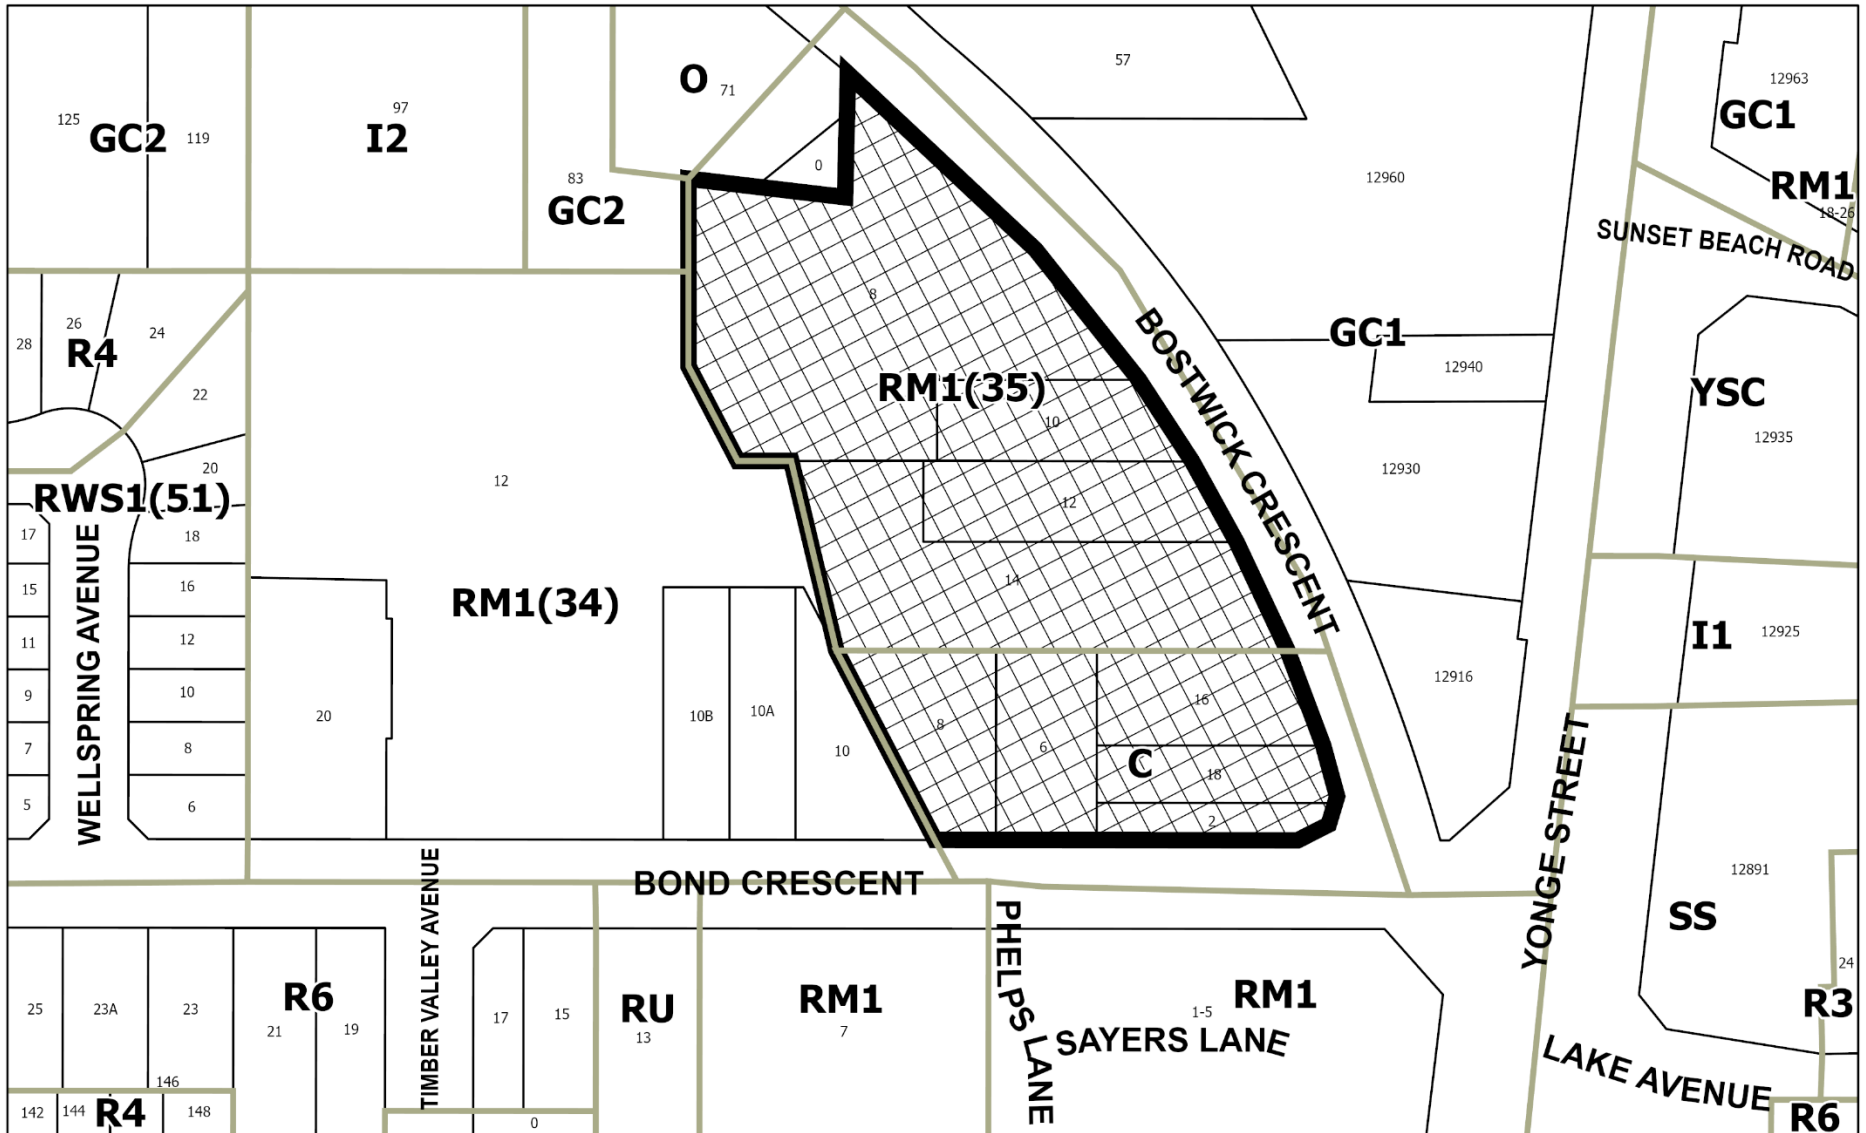 57
O
71
12963
97
GC1
125
GC2
119
I2
0
83
12960
RM1
GC2
18-26
SUNSET BEACH ROAD
8
26
24
GC1
28
R4
12940
22
RM1(35)
YSC
BOSTWICK CRESCENT
10
12935
20
12930
12
RWS1(51)
12
17
18
14
15
16
RM1(34)
WELLSPRING AVENUE
11
12
I1
12925
12916
9
10
16
20
10B
10A
8
7
8
6
10
C
18
5
6
2
YONGE STREET
12891
BOND CRESCENT
TIMBER VALLEY AVENUE
SS
PHELPS LANE
24
R6
RU
RM1
RM1
R3
25
23A
23
21
19
17
15
13
7
1-5
SAYERS LANE
LAKE AVENUE
146
142
144
R4
148
0
R6